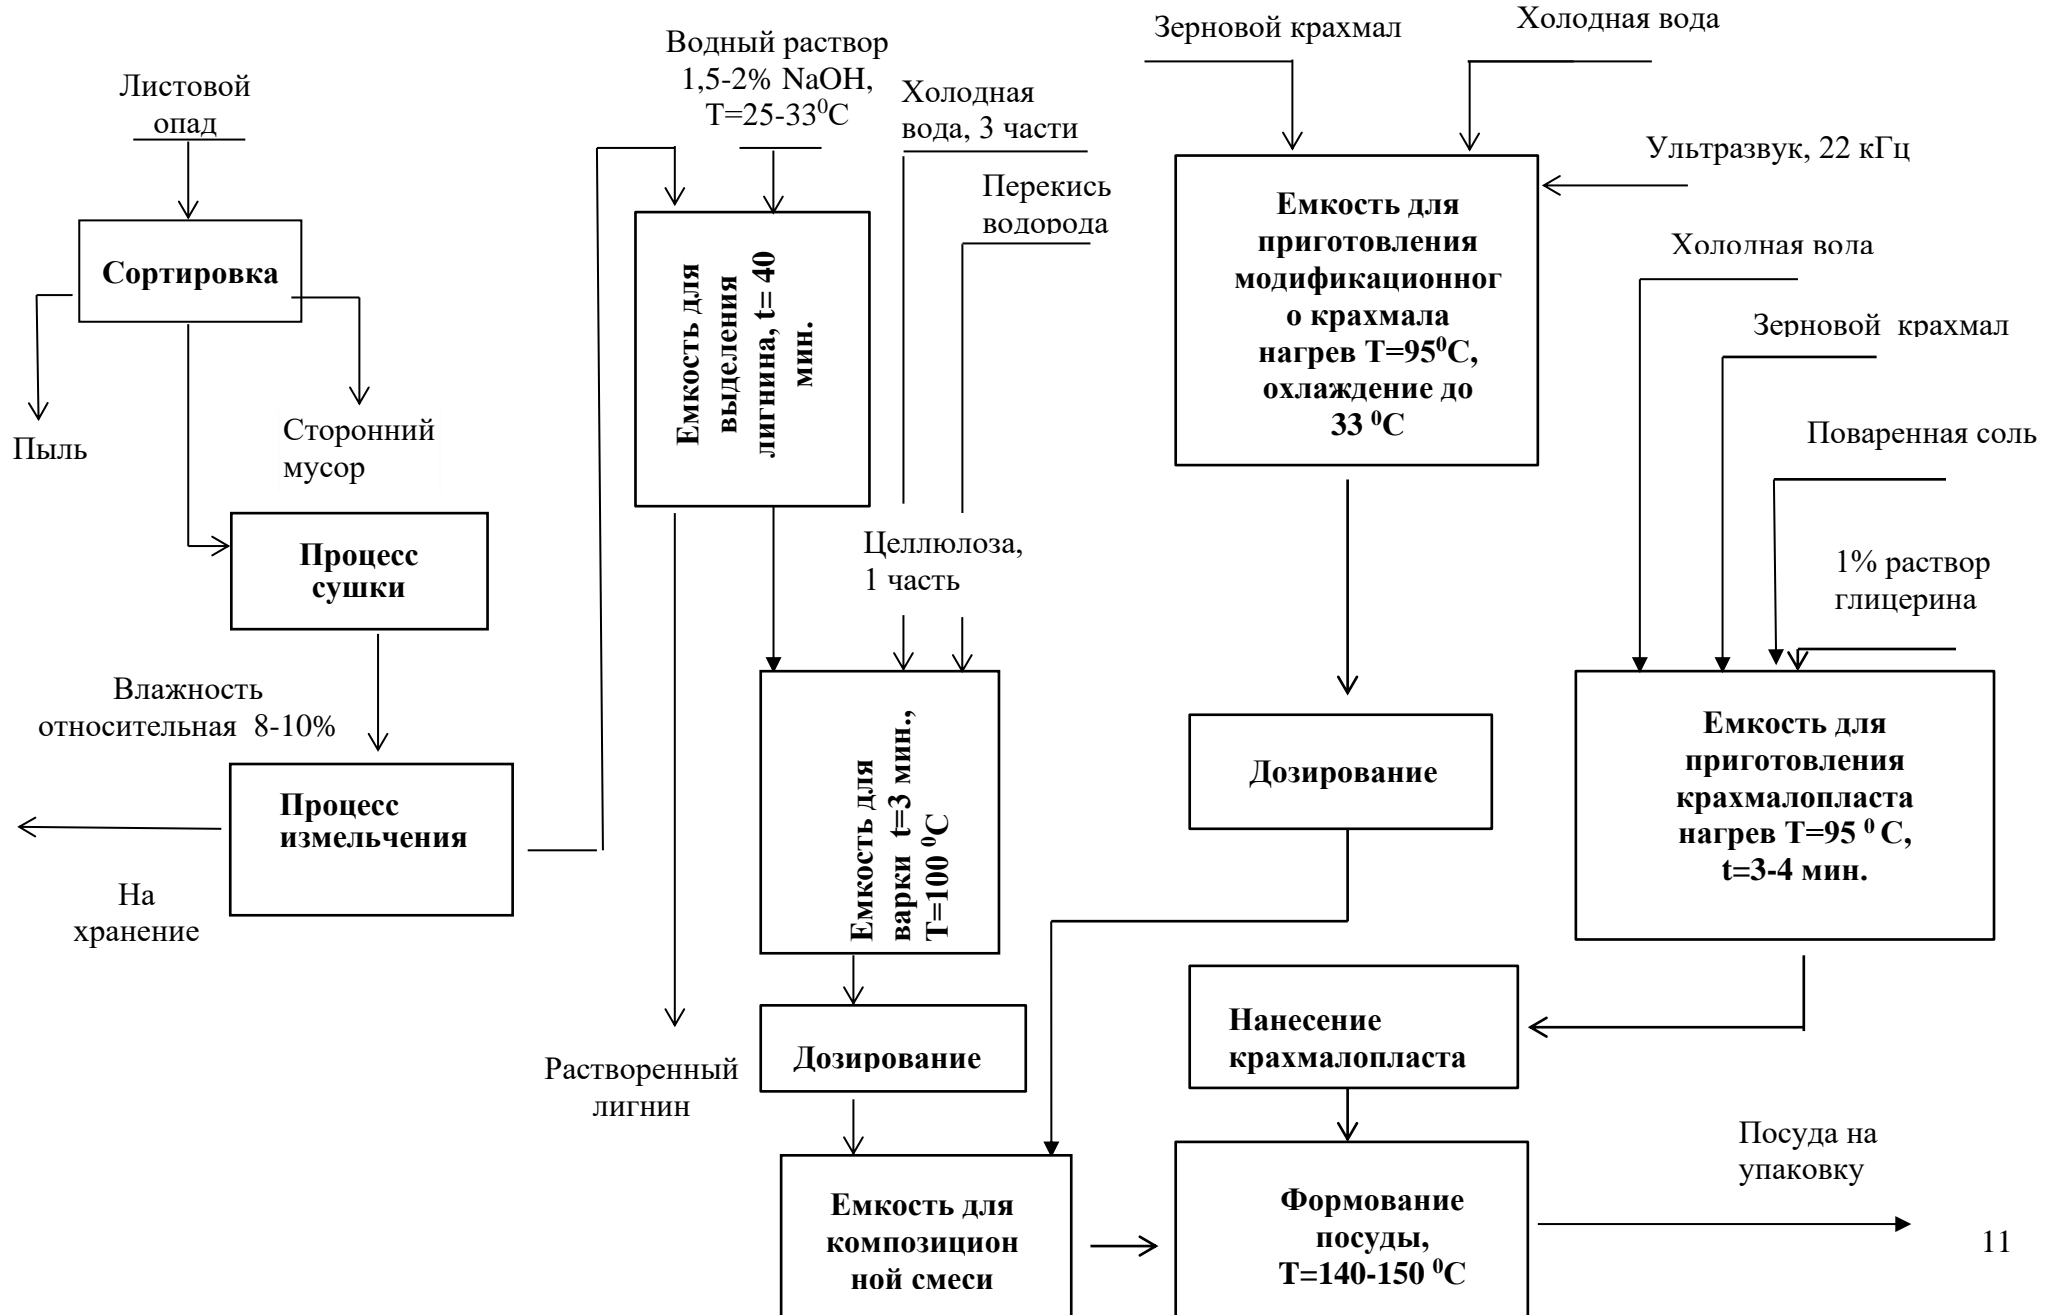 Листовой
опад
Сортировка
Пыль
Сторонний
мусор
Процесс
сушки
Влажность
относительная 8-10%
Процесс
измельчения
На
хранение
Водный раствор
1,5-2% NaOH,
T=25-33⁰C
Емкость для
выделения
лигнина, t= 40
мин.
Растворенный
лигнин
Холодная
вода, 3 части
Перекись
водорода
Целлюлоза,
1 часть
Емкость для
варки t=3 мин.,
T=100 ⁰C
Дозирование
Емкость для
композицион
ной смеси
Зерновой крахмал
Холодная вода
Ультразвук, 22 кГц
Емкость для
приготовления
модификационног
о крахмала
нагрев T=95⁰C,
охлаждение до
33 ⁰C
Дозирование
Холодная вода
Зерновой крахмал
Поваренная соль
1% раствор
глицерина
Емкость для
приготовления
крахмалопласта
нагрев T=95 ⁰ C,
t=3-4 мин.
Нанесение
крахмалопласта
Формование
посуды,
T=140-150 ⁰C
Посуда на
упаковку
11